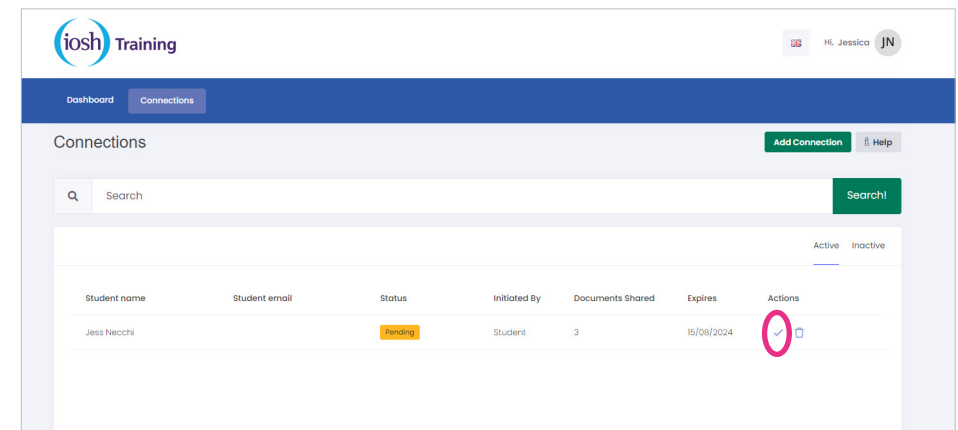 iosh Training
Hi, Jessica JN
Dashboard Connections
Connections
Add Connection Help
Search Search!
Active Inactive
Student name Student email Status Initiated By Documents Shared Expires Actions
Jess Necchi Pending Student 3 15/08/2024